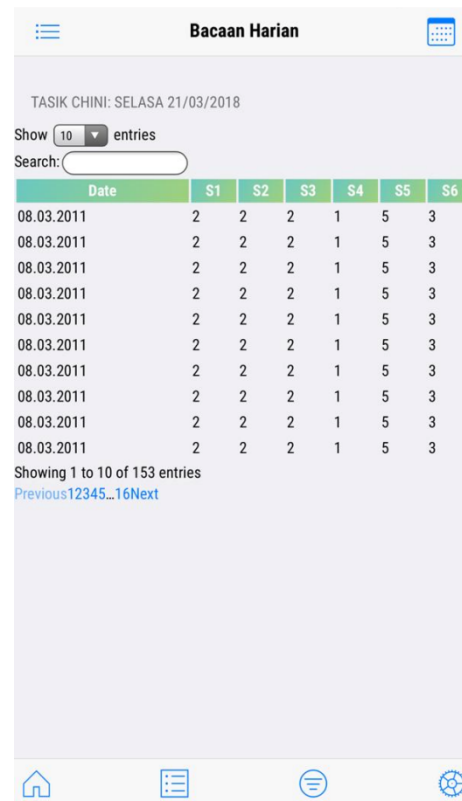 Bacaan Harian
TASIK CHINI: SELASA 21/03/2018
Show 10 entries
Search:
Date S1 S2 S3 S4 S5 S6
08.03.2011 2 2 2 1 5 3
08.03.2011 2 2 2 1 5 3
08.03.2011 2 2 2 1 5 3
08.03.2011 2 2 2 1 5 3
08.03.2011 2 2 2 1 5 3
08.03.2011 2 2 2 1 5 3
08.03.2011 2 2 2 1 5 3
08.03.2011 2 2 2 1 5 3
08.03.2011 2 2 2 1 5 3
08.03.2011 2 2 2 1 5 3
Showing 1 to 10 of 153 entries
Previous12345…16Next